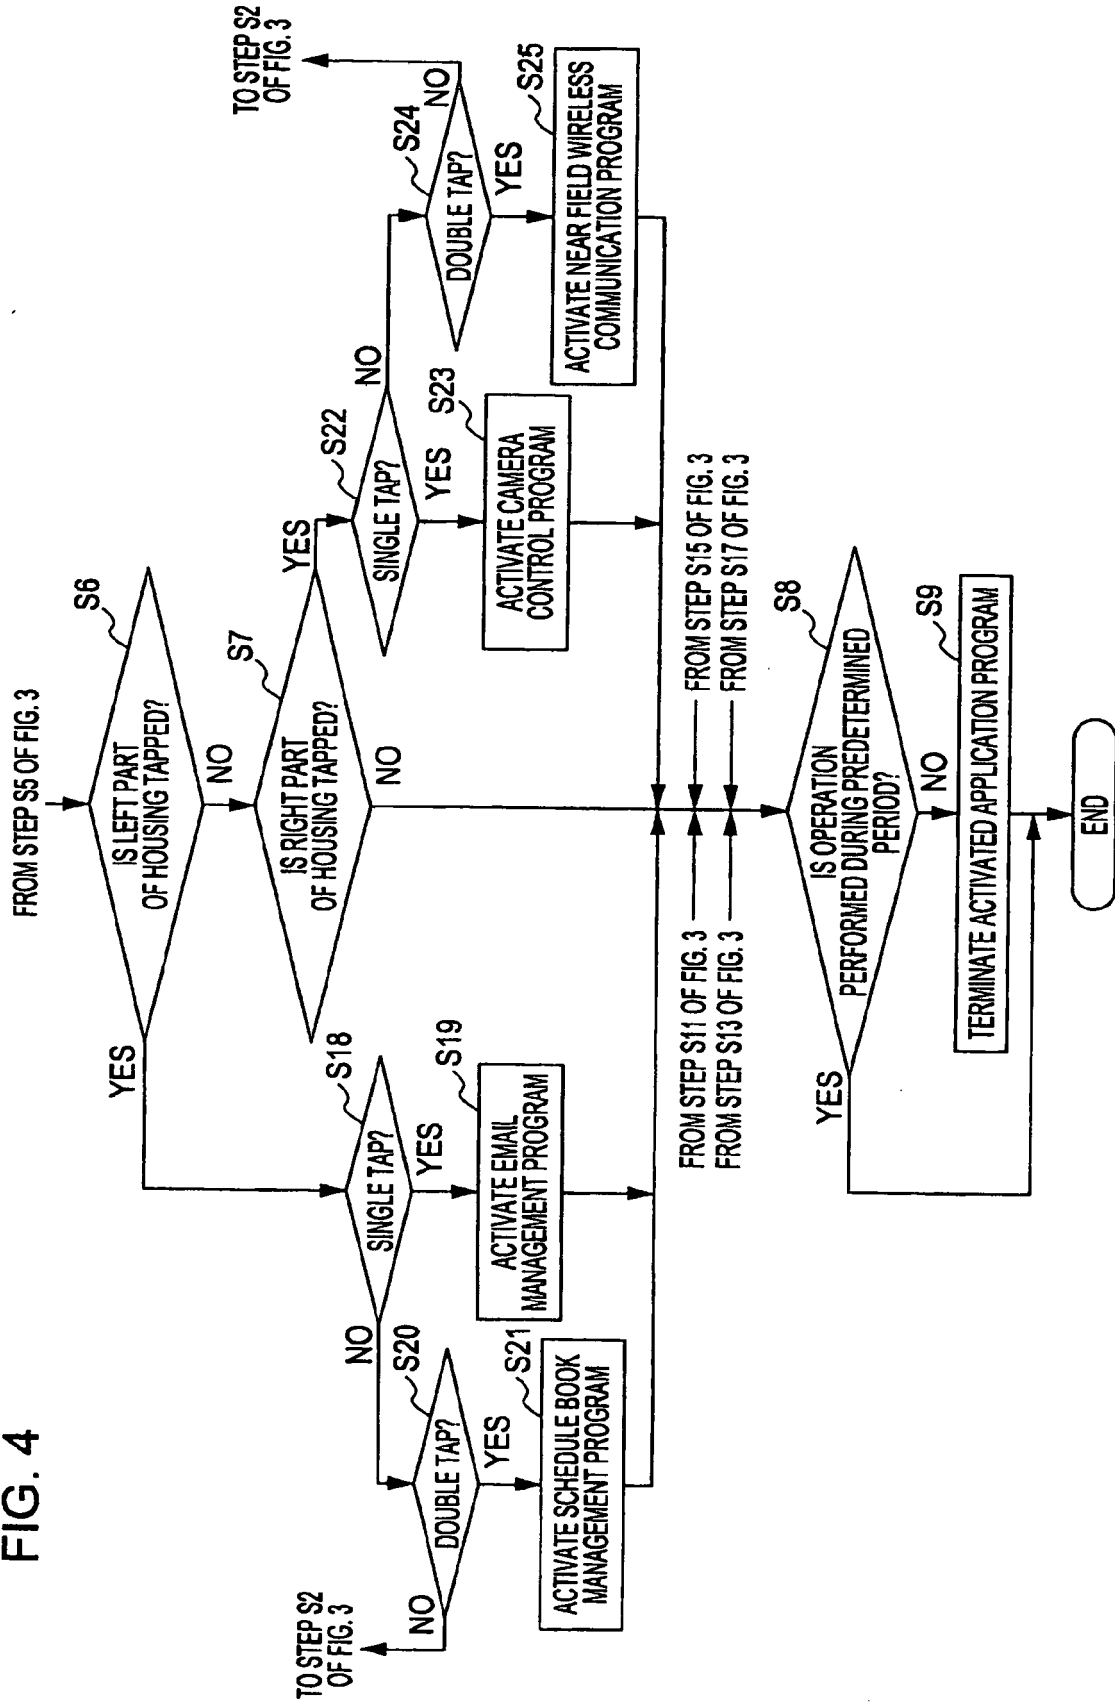 FIG. 4
FROM STEP S5 OF FIG. 3
IS LEFT PART
OF HOUSING TAPPED?
S6
YES
NO
IS RIGHT PART
OF HOUSING TAPPED?
S7
YES
NO
SINGLE TAP?
S18
NO
YES
ACTIVATE EMAIL
MANAGEMENT PROGRAM
S19
DOUBLE TAP?
S20
NO
TO STEP S2
OF FIG. 3
YES
ACTIVATE SCHEDULE BOOK
MANAGEMENT PROGRAM
S21
SINGLE TAP?
S22
NO
YES
ACTIVATE CAMERA
CONTROL PROGRAM
S23
DOUBLE TAP?
S24
NO
TO STEP S2
OF FIG. 3
YES
ACTIVATE NEAR FIELD WIRELESS
COMMUNICATION PROGRAM
S25
FROM STEP S11 OF FIG. 3
FROM STEP S15 OF FIG. 3
FROM STEP S13 OF FIG. 3
FROM STEP S17 OF FIG. 3
IS OPERATION
PERFORMED DURING PREDETERMINED
PERIOD?
S8
YES
NO
TERMINATE ACTIVATED APPLICATION PROGRAM
S9
END